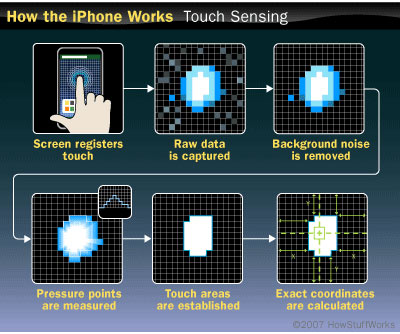 How the iPhone Works Touch Sensing
Screen registers
touch
Raw data
is captured
Background noise
is removed
Pressure points
are measured
Touch areas
are established
Exact coordinates
are calculated
Y
Y
X
X
©2007 HowStuffWorks